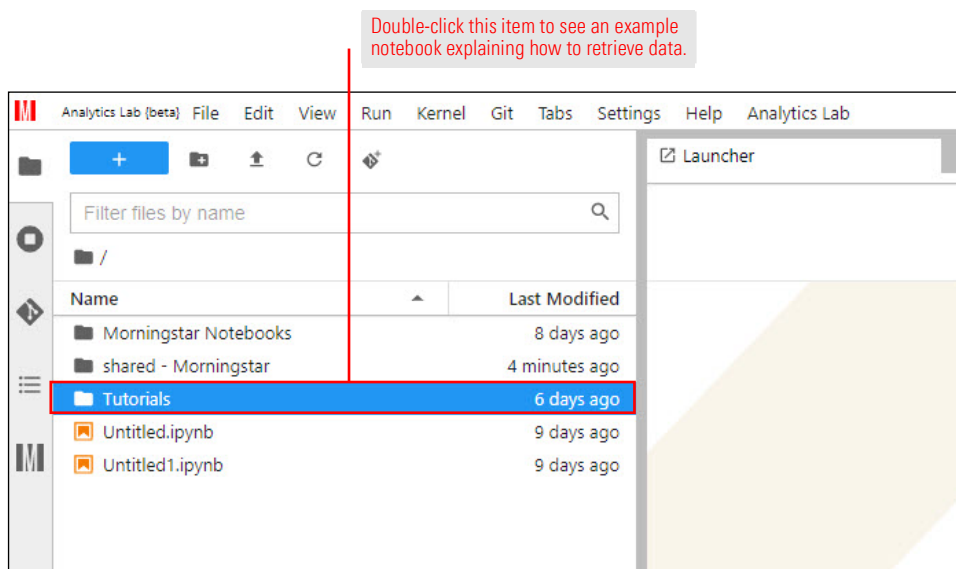 Double-click this item to see an example
notebook explaining how to retrieve data.
Analytics Lab {beta} File Edit View Run Kernel Git Tabs Settings Help Analytics Lab
+
Launcher
Filter files by name
/
Name Last Modified
Morningstar Notebooks 8 days ago
shared - Morningstar 4 minutes ago
Tutorials 6 days ago
Untitled.ipynb 9 days ago
Untitled1.ipynb 9 days ago